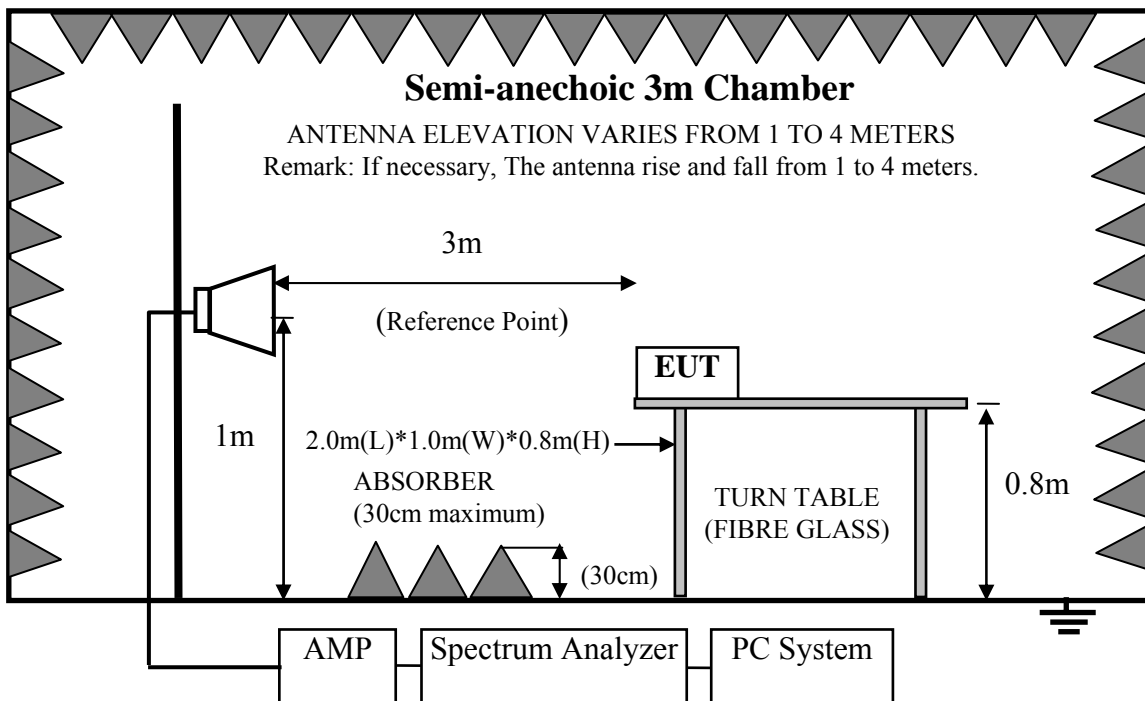 Semi-anechoic 3m Chamber
ANTENNA ELEVATION VARIES FROM 1 TO 4 METERS
Remark: If necessary, The antenna rise and fall from 1 to 4 meters.
3m
(Reference Point)
EUT
1m
2.0m(L)*1.0m(W)*0.8m(H)
ABSORBER
(30cm maximum)
TURN TABLE
(FIBRE GLASS)
0.8m
(30cm)
AMP
Spectrum Analyzer
PC System